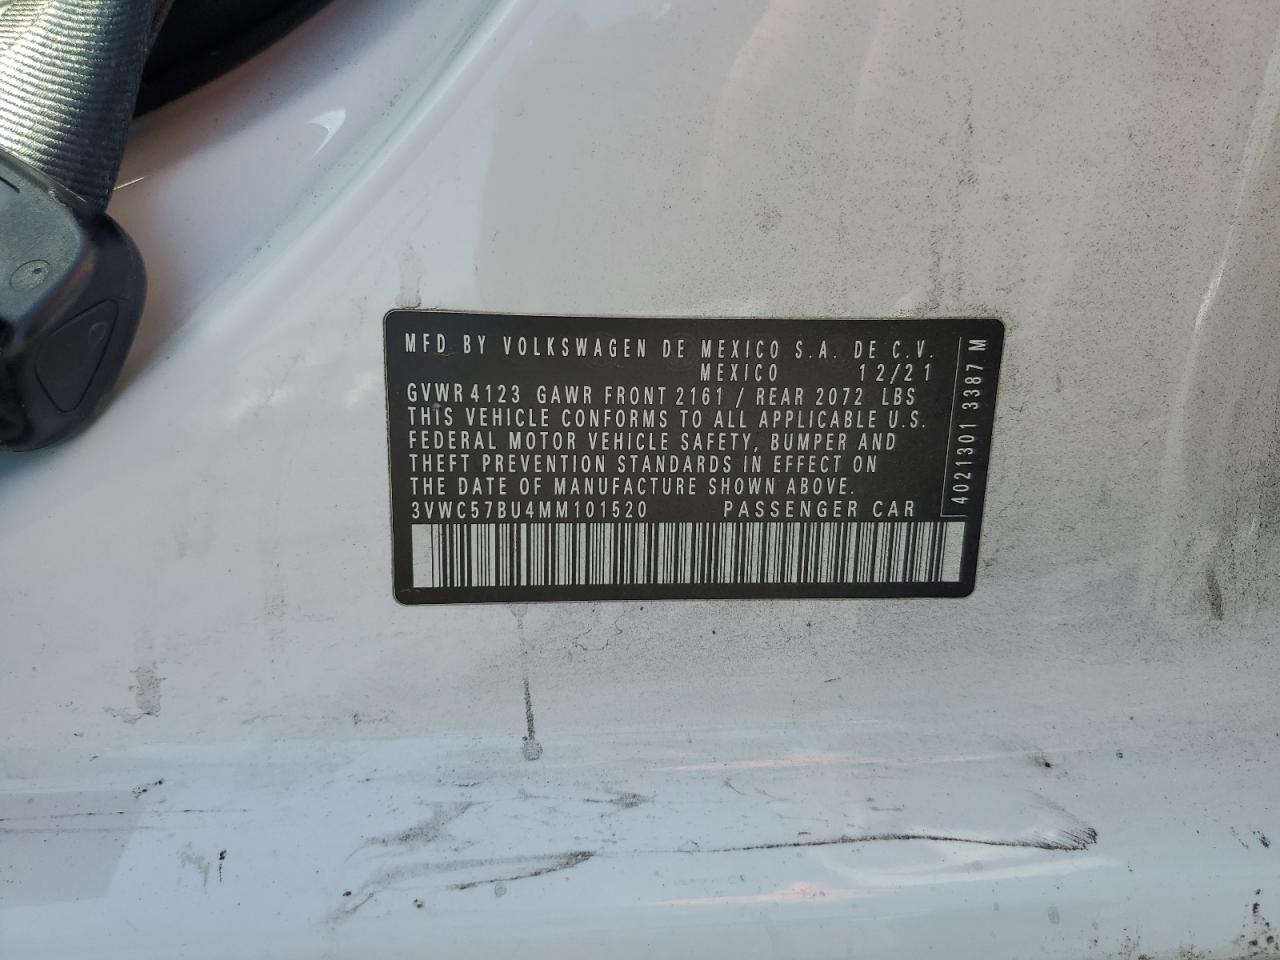 MFD BY VOLKSWAGEN DE MEXICO S.A. DE C.V.
MEXICO 12/21
GVWR 4123 GAWR FRONT 2161 / REAR 2072 LBS
THIS VEHICLE CONFORMS TO ALL APPLICABLE U.S.
FEDERAL MOTOR VEHICLE SAFETY, BUMPER AND
THEFT PREVENTION STANDARDS IN EFFECT ON
THE DATE OF MANUFACTURE SHOWN ABOVE.
3VWC57BU4MM101520 PASSENGER CAR
4021301 3387 M